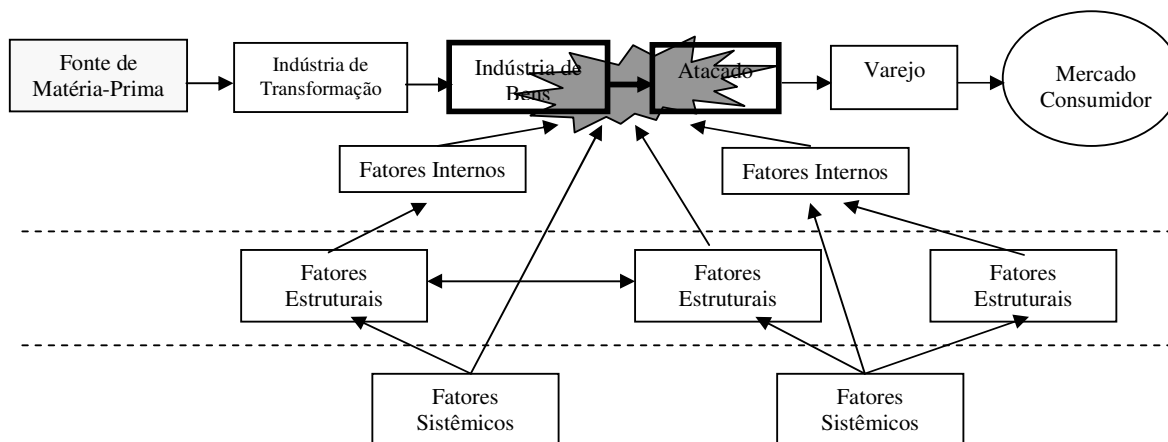 Fonte de
Matéria-Prima
Indústria de
Transformação
Indústria de
Bens
Atacado
Varejo
Mercado
Consumidor
Fatores Internos
Fatores Internos
Fatores
Estruturais
Fatores
Estruturais
Fatores
Estruturais
Fatores
Sistêmicos
Fatores
Sistêmicos